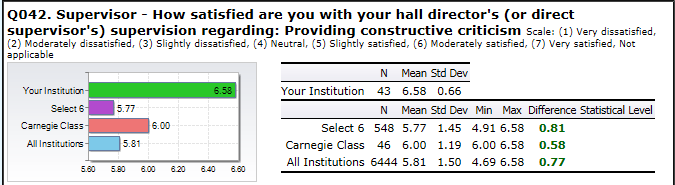 Q042. Supervisor - How satisfied are you with your hall director's (or direct
supervisor's) supervision regarding: Providing constructive criticism Scale: (1) Very dissatisfied,
(2) Moderately dissatisfied, (3) Slightly dissatisfied, (4) Neutral, (5) Slightly satisfied, (6) Moderately satisfied, (7) Very satisfied, Not
applicable
Your Institution 6.58
Select 6 5.77
Carnegie Class 6.00
All Institutions 5.81
5.60 5.80 6.00 6.20 6.40 6.60
N Mean Std Dev
Your Institution 43 6.58 0.66
N Mean Std Dev Min Max Difference Statistical Level
Select 6 548 5.77 1.45 4.91 6.58 0.81
Carnegie Class 46 6.00 1.19 6.00 6.58 0.58
All Institutions 6444 5.81 1.50 4.69 6.58 0.77